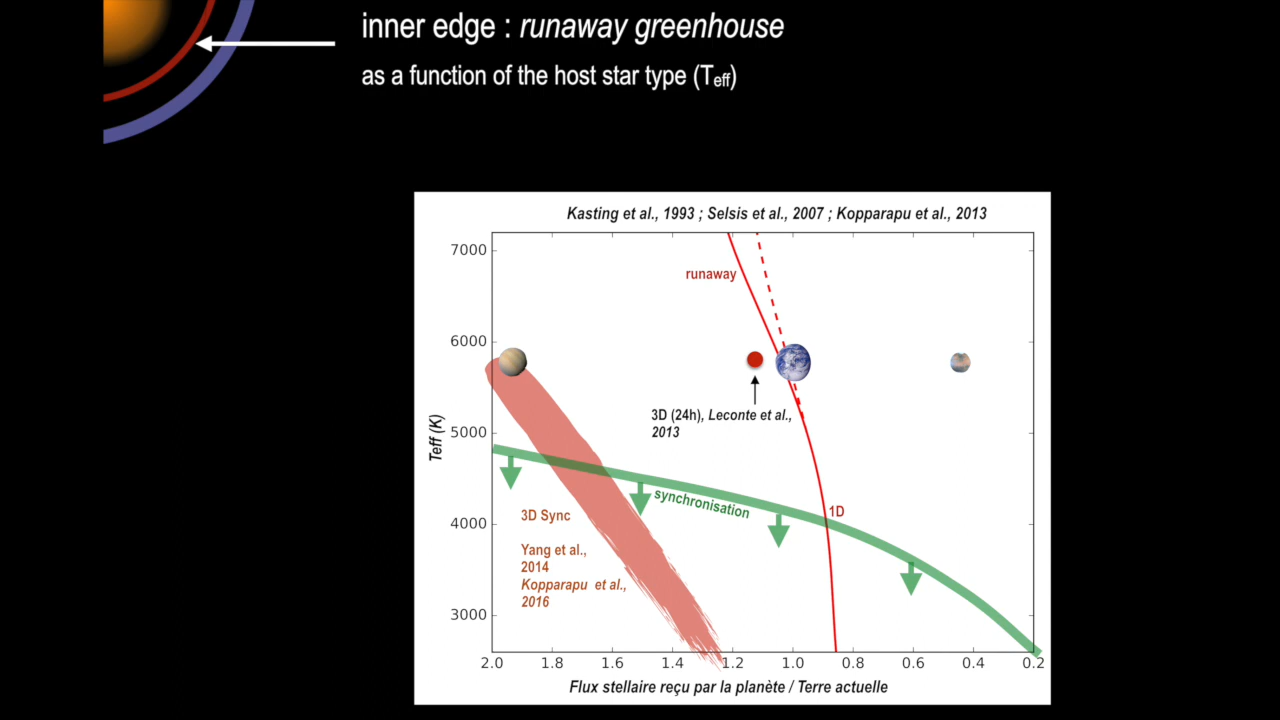 inner edge : runaway greenhouse
as a function of the host star type (Teff)
Kasting et al., 1993 ; Selsis et al., 2007 ; Kopparapu et al., 2013
7000
6000
5000
4000
3000
Teff (K)
runaway
3D (24h), Leconte et al.,
2013
synchronisation
1D
3D Sync
Yang et al.,
2014
Kopparapu et al.,
2016
2.0 1.8 1.6 1.4 1.2 1.0 0.8 0.6 0.4 0.2
Flux stellaire reçu par la planète / Terre actuelle